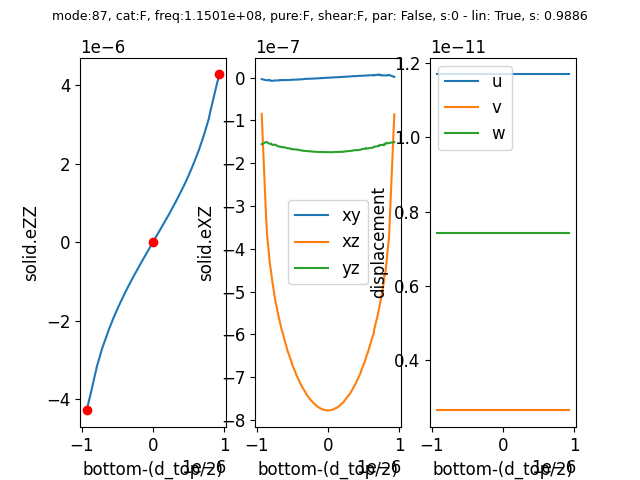 mode:87, cat:F, freq:1.1501e+08, pure:F, shear:F, par: False, s:0 - lin: True, s: 0.9886
1e−6
4
2
0
−2
−4
solid.eZZ
−1
0
1
bottom-(d_top/2)
1e−6
1e−7
0
−1
−2
−3
−4
−5
−6
−7
−8
solid.eXZ
xy
xz
yz
−1
0
1
bottom-(d_top/2)
1e−6
1e−11
1.2
1.0
0.8
0.6
0.4
displacement
u
v
w
−1
0
1
bottom-(d_top/2)
1e−6